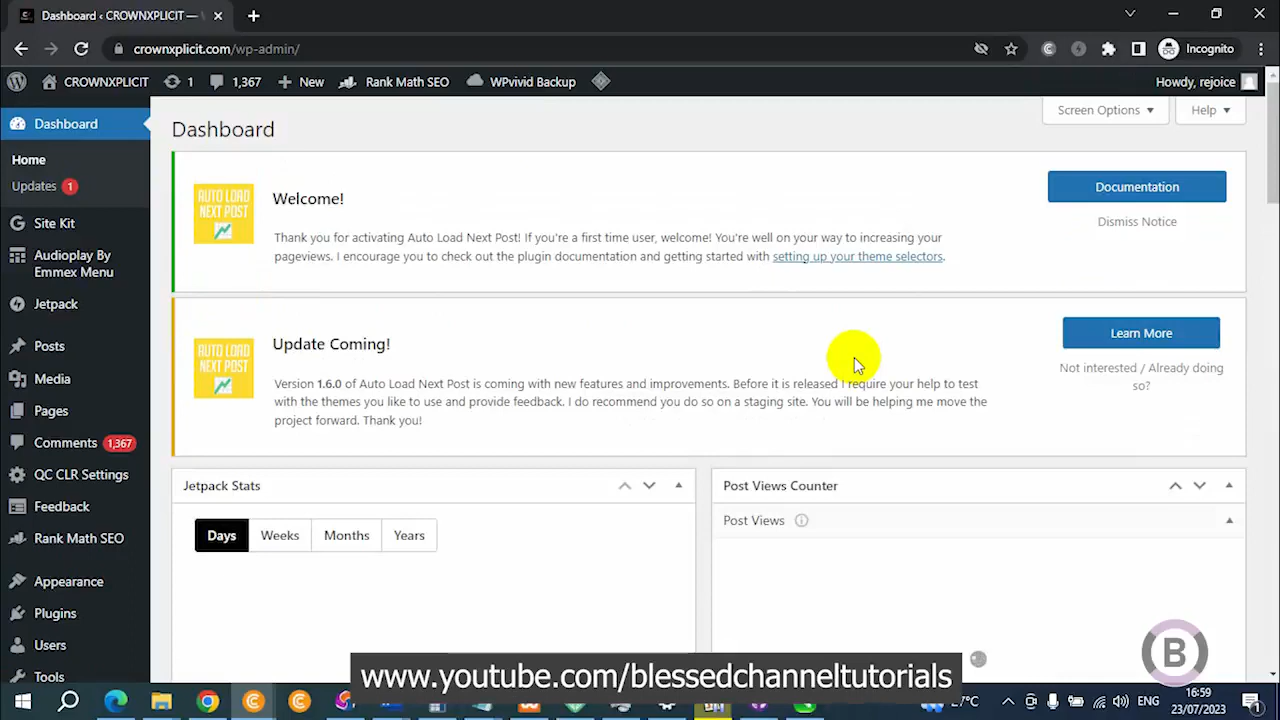 Dashboard ‹ CROWNXPLICIT —
crownxplicit.com/wp-admin/
Incognito
CROWNXPLICIT
1
1,367
New
Rank Math SEO
WPvivid Backup
Howdy, rejoice
Dashboard
Home
Updates 1
Site Kit
Audioplay By
Emmex Menu
Jetpack
Posts
Media
Pages
Comments 1,367
QC CLR Settings
Feedback
Rank Math SEO
Appearance
Plugins
Users
Tools
Screen Options
Help
Dashboard
AUTO LOAD
NEXT POST
Welcome!
Thank you for activating Auto Load Next Post! If you're a first time user, welcome! You're well on your way to increasing your
pageviews. I encourage you to check out the plugin documentation and getting started with setting up your theme selectors.
Documentation
Dismiss Notice
AUTO LOAD
NEXT POST
Update Coming!
Version 1.6.0 of Auto Load Next Post is coming with new features and improvements. Before it is released I require your help to test
with the themes you like to use and provide feedback. I do recommend you do so on a staging site. You will be helping me move the
project forward. Thank you!
Learn More
Not interested / Already doing
so?
Jetpack Stats
Days
Weeks
Months
Years
Post Views Counter
Post Views
B
www.youtube.com/blessedchanneltutorials
ENG
16:59
23/07/2023
1